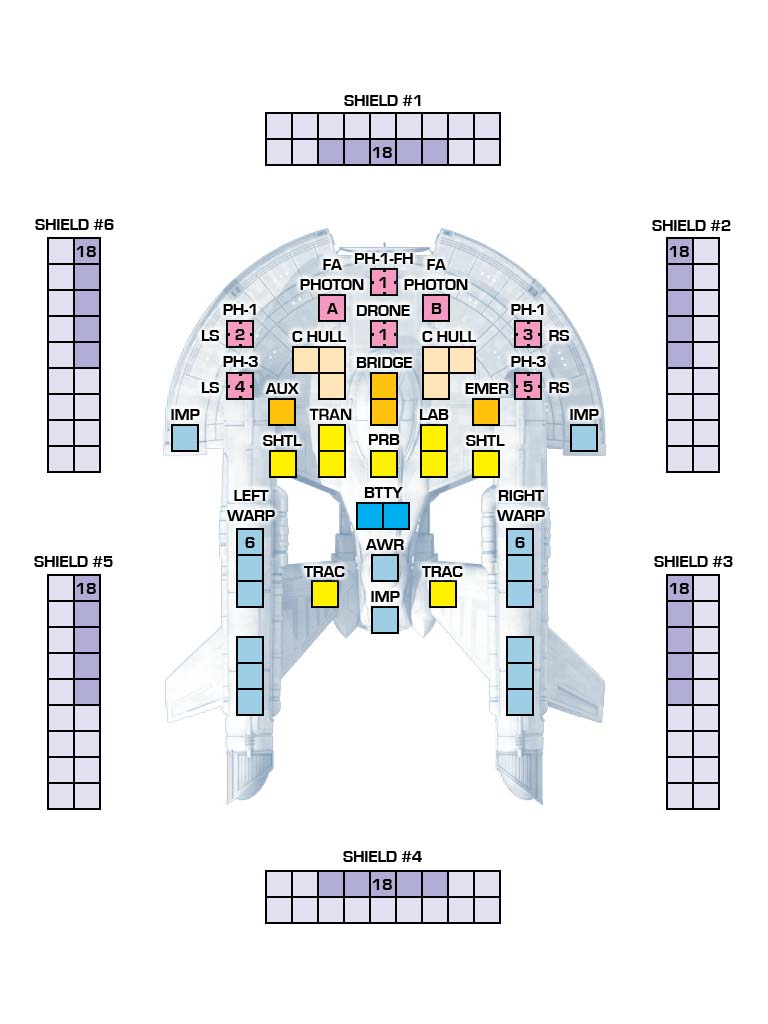 SHIELD #1
18
SHIELD #6
SHIELD #2
18
18
PH-1-FH
FA
FA
PHOTON
1
PHOTON
A
DRONE
B
PH-1
PH-1
LS 2
1
3 RS
C HULL
C HULL
PH-3
BRIDGE
PH-3
LS 4
5 RS
AUX
EMER
IMP
TRAN
LAB
IMP
SHTL
PRB
SHTL
LEFT
WARP
BTTY
RIGHT
WARP
6
AWR
6
SHIELD #5
SHIELD #3
18
TRAC
TRAC
18
IMP
SHIELD #4
18